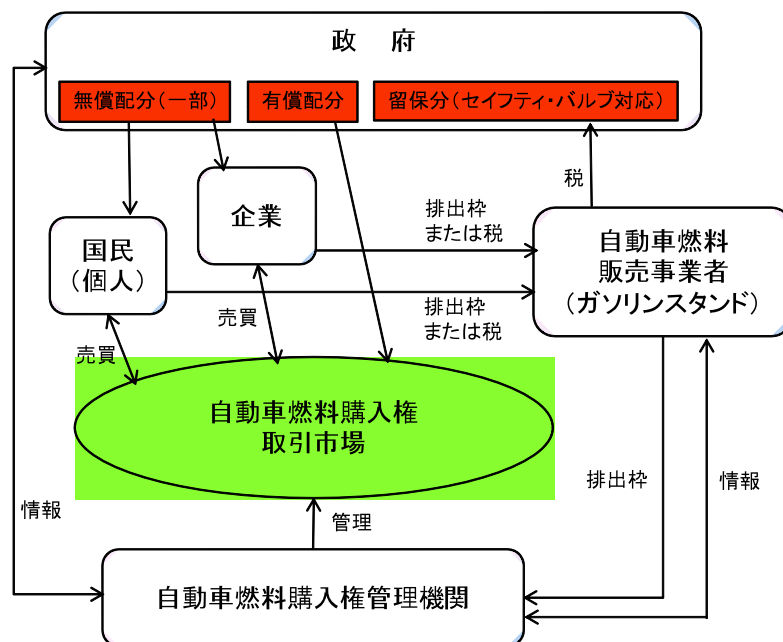 政　府
無償配分（一部）
有償配分
留保分（セイフティ・バルブ対応）
税
企業
排出枠
または税
自動車燃料
販売事業者
（ガソリンスタンド）
国民
（個人）
売買
排出枠
または税
売買
自動車燃料購入権
取引市場
排出枠
情報
情報
管理
自動車燃料購入権管理機関